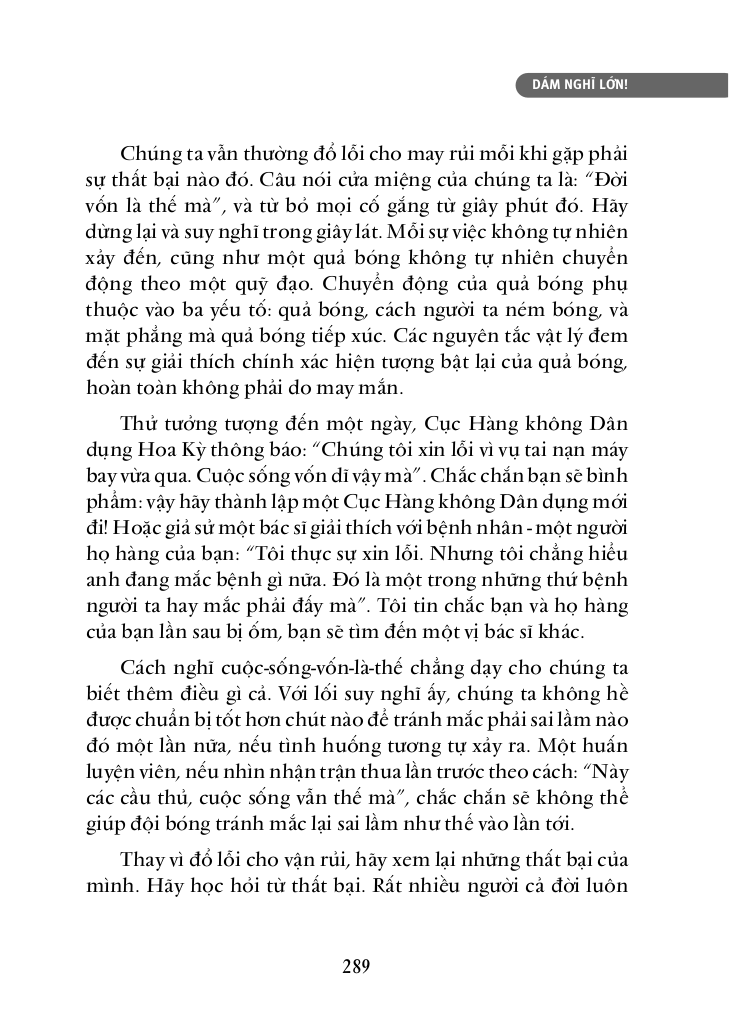 DÁM NGHĨ LỚN!
Chúng ta vẫn thường đổ lỗi cho may rủi mỗi khi gặp phải
sự thất bại nào đó. Câu nói cửa miệng của chúng ta là: “Đời
vốn là thế mà”, và từ bỏ mọi cố gắng từ giây phút đó. Hãy
dừng lại và suy nghĩ trong giây lát. Mỗi sự việc không tự nhiên
xảy đến, cũng như một quả bóng không tự nhiên chuyển
động theo một quỹ đạo. Chuyển động của quả bóng phụ
thuộc vào ba yếu tố: quả bóng, cách người ta ném bóng, và
mặt phẳng mà quả bóng tiếp xúc. Các nguyên tắc vật lý đem
đến sự giải thích chính xác hiện tượng bật lại của quả bóng,
hoàn toàn không phải do may mắn.
Thử tưởng tượng đến một ngày, Cục Hàng không Dân
dụng Hoa Kỳ thông báo: “Chúng tôi xin lỗi vì vụ tai nạn máy
bay vừa qua. Cuộc sống vốn dĩ vậy mà”. Chắc chắn bạn sẽ bình
phẩm: vậy hãy thành lập một Cục Hàng không Dân dụng mới
đi! Hoặc giả sử một bác sĩ giải thích với bệnh nhân - một người
họ hàng của bạn: “Tôi thực sự xin lỗi. Nhưng tôi chẳng hiểu
anh đang mắc bệnh gì nữa. Đó là một trong những thứ bệnh
người ta hay mắc phải đấy mà”. Tôi tin chắc bạn và họ hàng
của bạn lần sau bị ốm, bạn sẽ tìm đến một vị bác sĩ khác.
Cách nghĩ cuộc-sống-vốn-là-thế chẳng dạy cho chúng ta
biết thêm điều gì cả. Với lối suy nghĩ ấy, chúng ta không hề
được chuẩn bị tốt hơn chút nào để tránh mắc phải sai lầm nào
đó một lần nữa, nếu tình huống tương tự xảy ra. Một huấn
luyện viên, nếu nhìn nhận trận thua lần trước theo cách: “Này
các cầu thủ, cuộc sống vẫn thế mà”, chắc chắn sẽ không thể
giúp đội bóng tránh mắc lại sai lầm như thế vào lần tới.
Thay vì đổ lỗi cho vận rủi, hãy xem lại những thất bại của
mình. Hãy học hỏi từ thất bại. Rất nhiều người cả đời luôn
289